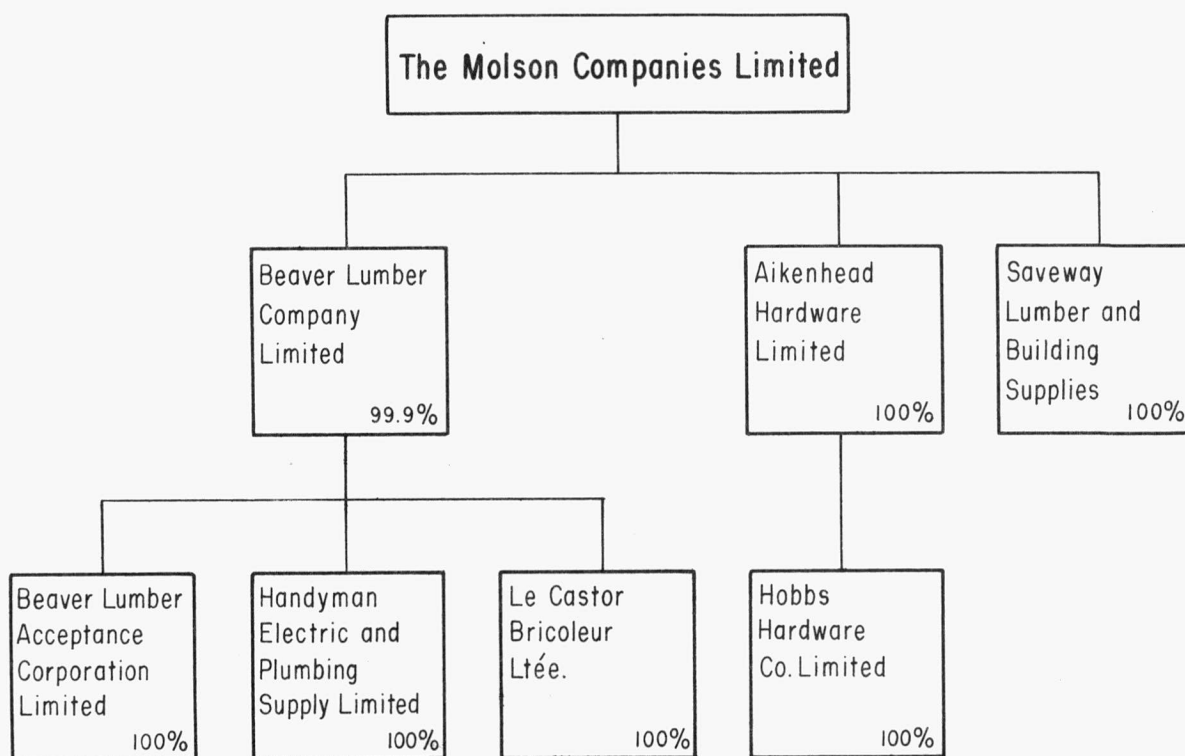 The Molson Companies Limited
Beaver Lumber
Company
Limited
99.9%
Aikenhead
Hardware
Limited
100%
Saveway
Lumber and
Building
Supplies
100%
Beaver Lumber
Acceptance
Corporation
Limited
100%
Handyman
Electric and
Plumbing
Supply Limited
100%
Le Castor
Bricoleur
Ltée.
100%
Hobbs
Hardware
Co. Limited
100%